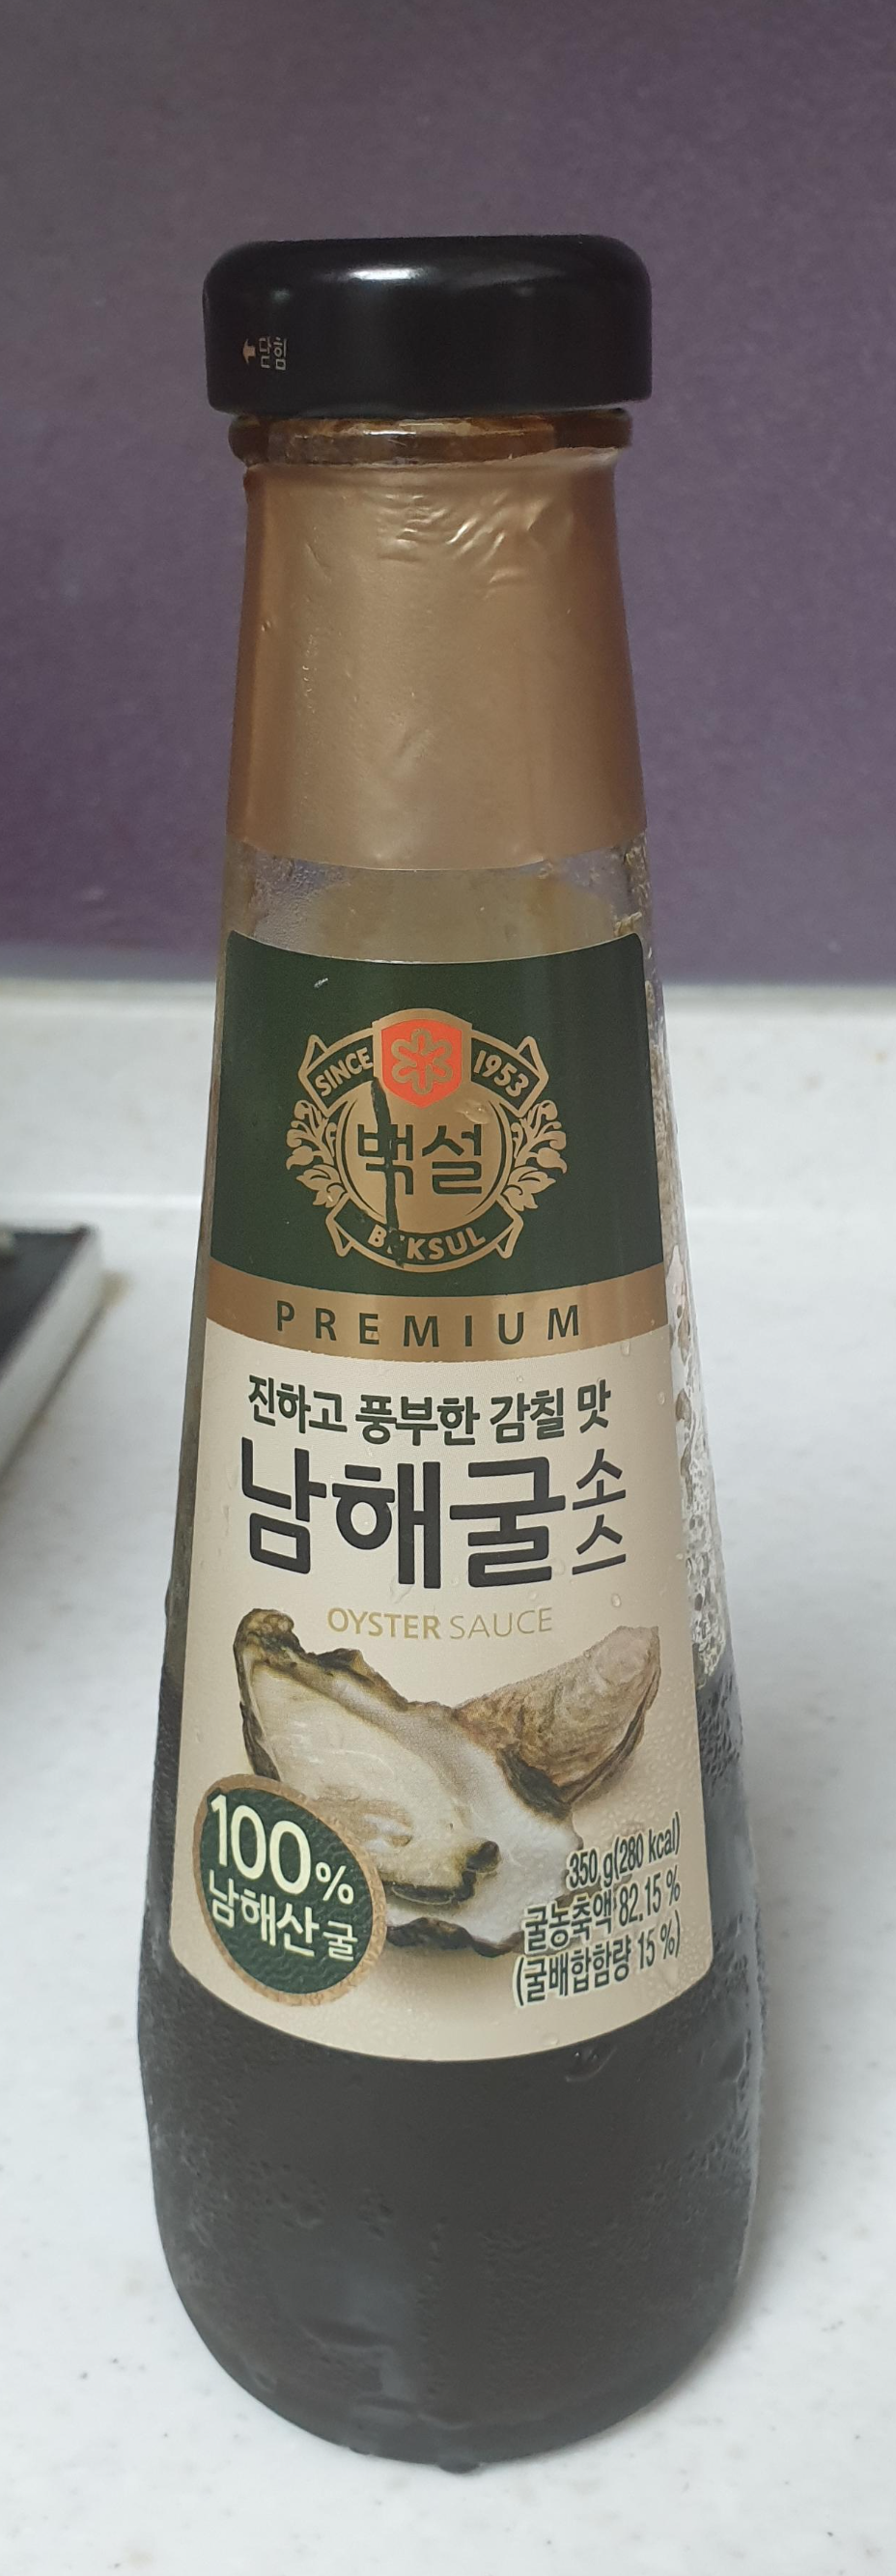 닫힘
SINCE 1953
백설
BEKSUL
PREMIUM
진하고 풍부한 감칠맛
남해굴소스
OYSTER SAUCE
100%
남해산 굴
350 g(280 kcal)
굴농축액 82.15 %
(굴배합함량 15 %)